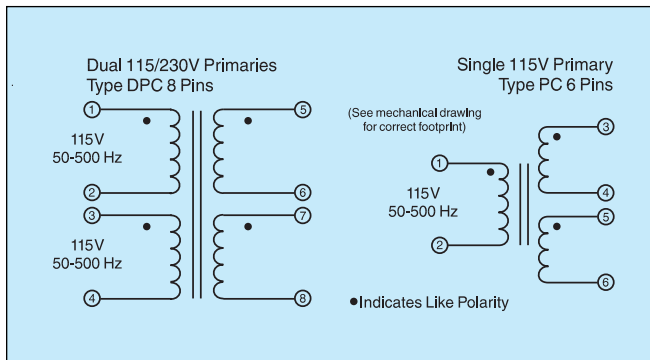 Dual 115/230V Primaries
Type DPC 8 Pins
1
115V
50-500 Hz
2
3
115V
50-500 Hz
4
5
6
7
8
Single 115V Primary
Type PC 6 Pins
(See mechanical drawing
for correct footprint)
1
115V
50-500 Hz
2
3
4
5
6
●Indicates Like Polarity